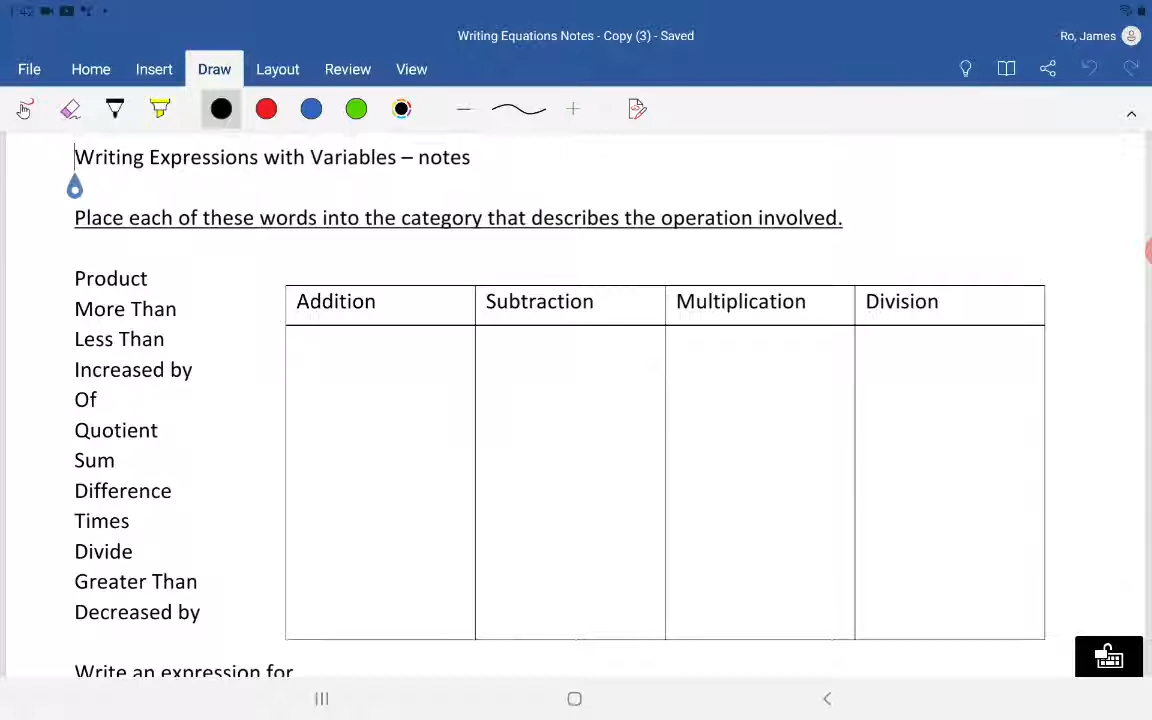 1:42
Writing Equations Notes - Copy (3) - Saved
Ro, James
File Home Insert Draw Layout Review View
Writing Expressions with Variables – notes
Place each of these words into the category that describes the operation involved.
Product
More Than
Less Than
Increased by
Of
Quotient
Sum
Difference
Times
Divide
Greater Than
Decreased by
Addition Subtraction Multiplication Division
Write an expression for